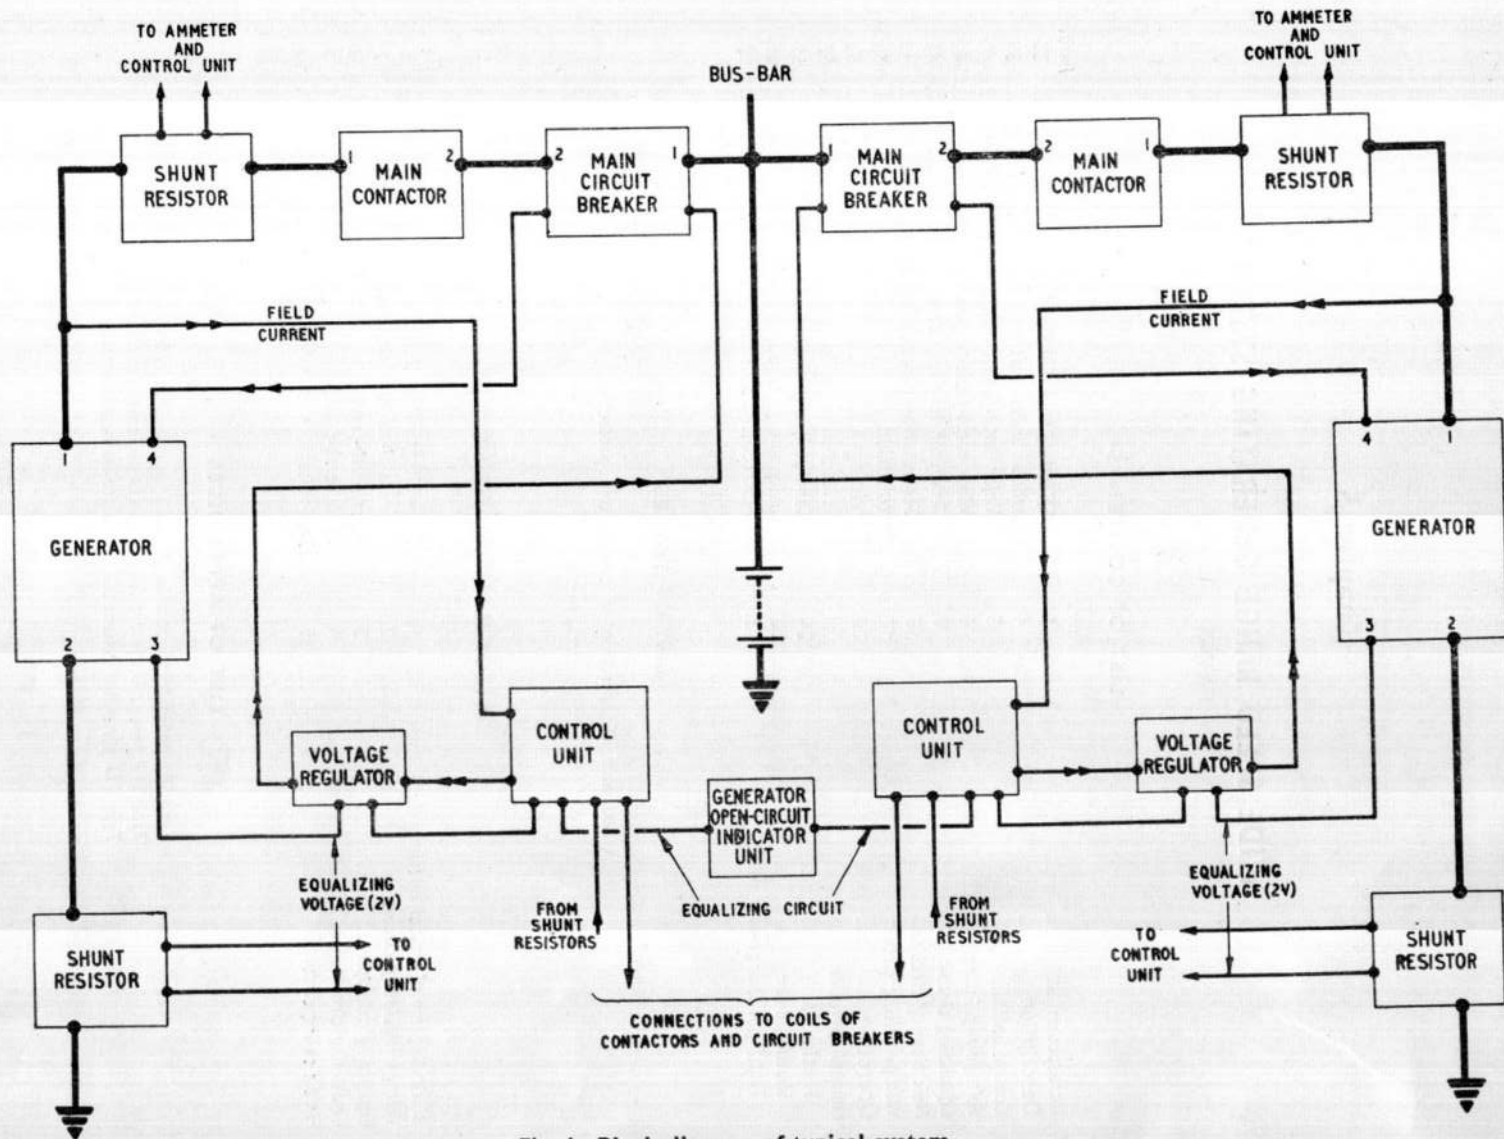 TO AMMETER
AND
CONTROL UNIT
TO AMMETER
AND
CONTROL UNIT
BUS-BAR
SHUNT
RESISTOR
1
MAIN
CONTACTOR
2
2
MAIN
CIRCUIT
BREAKER
1
1
MAIN
CIRCUIT
BREAKER
2
2
MAIN
CONTACTOR
1
SHUNT
RESISTOR
FIELD
CURRENT
FIELD
CURRENT
1
4
GENERATOR
2
3
4
1
GENERATOR
3
2
VOLTAGE
REGULATOR
CONTROL
UNIT
GENERATOR
OPEN-CIRCUIT
INDICATOR
UNIT
CONTROL
UNIT
VOLTAGE
REGULATOR
EQUALIZING
VOLTAGE (2V)
FROM
SHUNT
RESISTORS
EQUALIZING CIRCUIT
FROM
SHUNT
RESISTORS
EQUALIZING
VOLTAGE (2V)
SHUNT
RESISTOR
TO
CONTROL
UNIT
TO
CONTROL
UNIT
SHUNT
RESISTOR
CONNECTIONS TO COILS OF
CONTACTORS AND CIRCUIT BREAKERS
of typical system